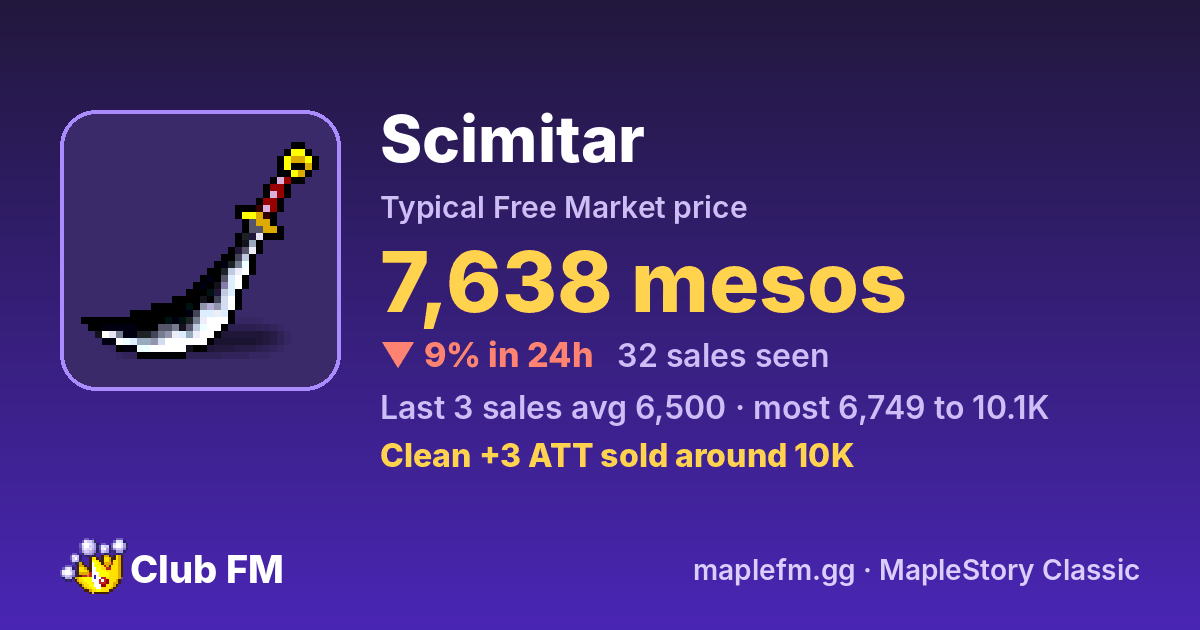 Scimitar
Typical Free Market price
7,638 mesos
▼ 9% in 24h 32 sales seen
Last 3 sales avg 6,500 · most 6,749 to 10.1K
Clean +3 ATT sold around 10K
Club FM
maplefm.gg · MapleStory Classic